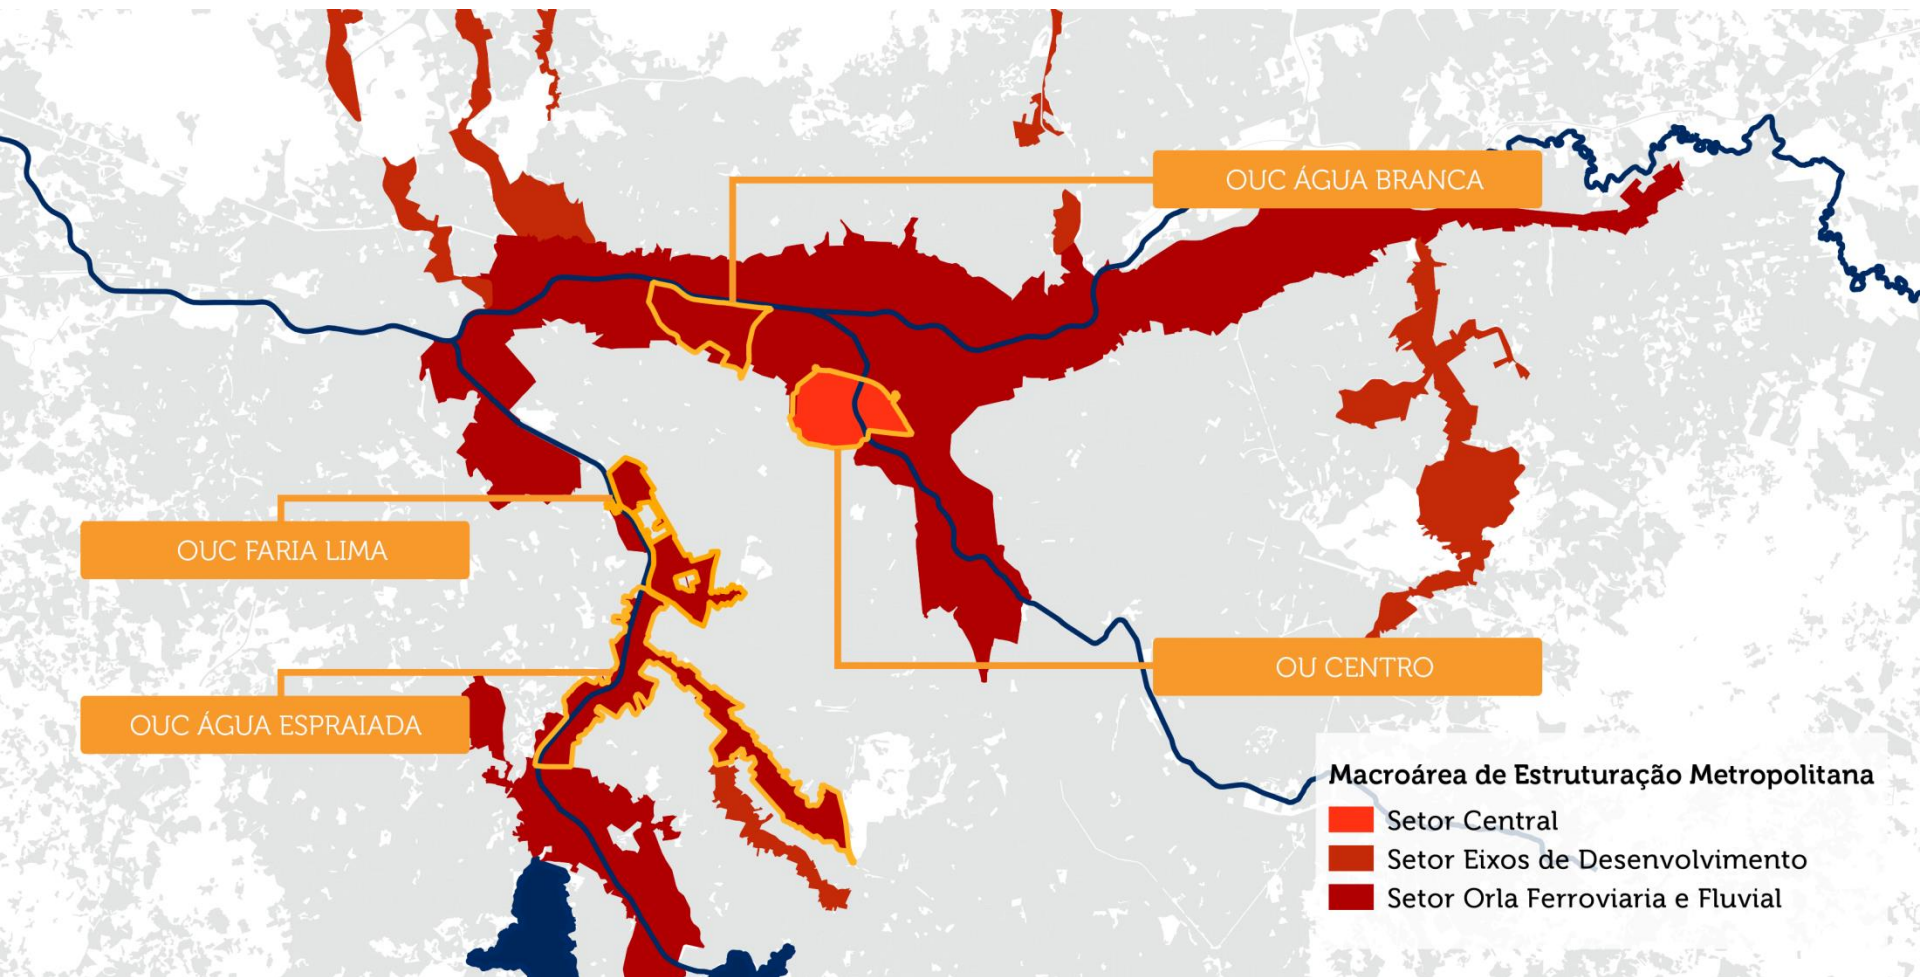 OUC ÁGUA BRANCA
OUC FARIA LIMA
OU CENTRO
OUC ÁGUA ESPRAIADA
Macroárea de Estruturação Metropolitana
Setor Central
Setor Eixos de Desenvolvimento
Setor Orla Ferroviaria e Fluvial